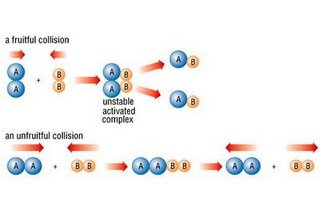 a fruitful collision
A
A
+
B
B
A B
A B
unstable
activated
complex
A B
A B
an unfruitful collision
A A + B B
A A B B
A A + B B